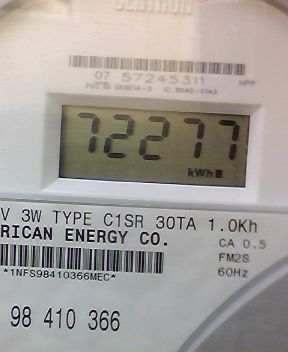 CENTRON
07 57245311
72277
kWh
V 3W TYPE C1SR 30TA 1.0Kh
RICAN ENERGY CO.
CA 0.5
FM2S
60Hz
*1NFS98410366MEC*
98 410 366